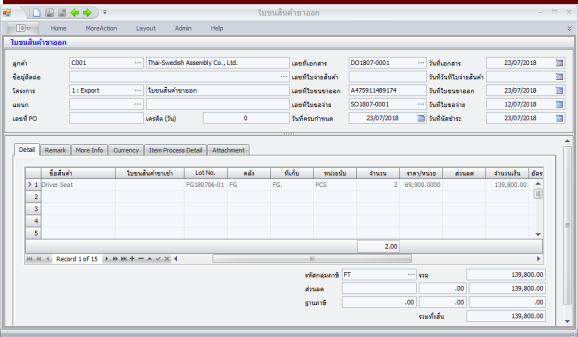 ใบขนสินค้าขาออก
Home MoreAction Layout Admin Help
ใบขนสินค้าขาออก
ลูกค้า C001 ... Thai-Swedish Assembly Co., Ltd. เลขที่เอกสาร DO1807-0001 ... วันที่เอกสาร 23/07/2018
ชื่อผู้ติดต่อ ... เลขที่ใบจ่ายสินค้า วันที่วันที่ใบจ่ายสินค้า
โครงการ 1 : Export ... ใบขนสินค้าขาออก เลขที่ใบขนขาออก A475911489174 วันที่ใบขนขาออก 23/07/2018
แผนก ... เลขที่ใบขอจ่าย SO1807-0001 ... วันที่ใบขอจ่าย 12/07/2018
เลขที่ PO เครดิต (วัน) 0 วันที่ครบกำหนด 23/07/2018 วันที่นัดชำระ 23/07/2018
Detail Remark More Info Currency Item Process Detail Attachment
ชื่อสินค้า ใบขนสินค้าขาเข้า Lot No. คลัง ที่เก็บ หน่วยนับ จำนวน ราคา/หน่วย ส่วนลด จำนวนเงิน อัตร
1 Driver Seat FG180706-01 FG FG. PCS 2 69,900.0000 139,800.00
2
3
4
5
2.00
Record 1 of 15
รหัสกลุ่มภาษี FT ... รวม 139,800.00
ส่วนลด .00 139,800.00
ฐานภาษี .00 .00 .00
รวมทั้งสิ้น 139,800.00